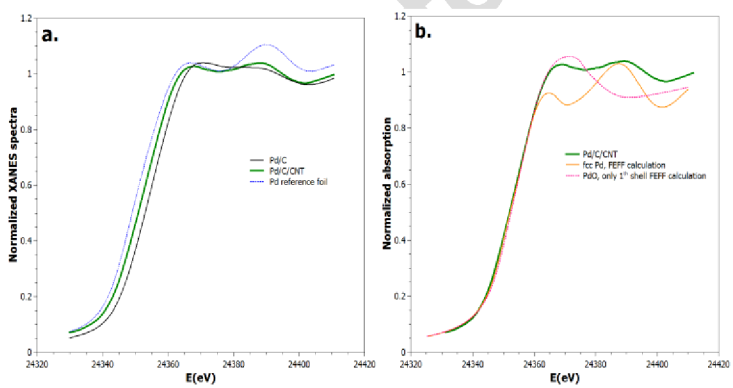 a.
Normalized XANES spectra
1.2
1
0.8
0.6
0.4
0.2
0
Pd/C
Pd/C/CNT
Pd reference foil
24320 24340 24360 24380 24400 24420
E(eV)
b.
Normalized absorption
1.2
1
0.8
0.6
0.4
0.2
0
Pd/C/CNT
fcc Pd, FEFF calculation
PdO, only 1th shell FEFF calculation
24320 24340 24360 24380 24400 24420
E(eV)